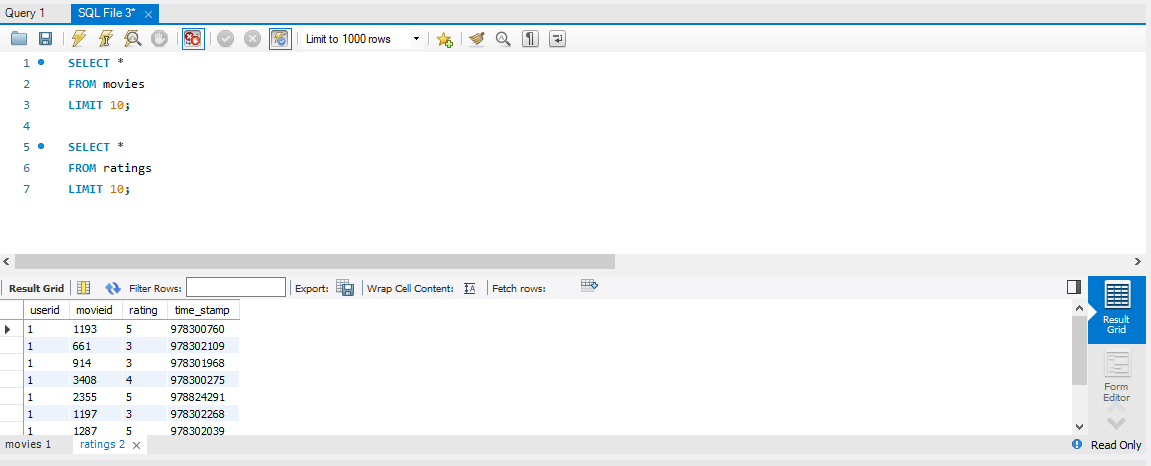 Query 1 SQL File 3*
Limit to 1000 rows
1 SELECT *
2 FROM movies
3 LIMIT 10;
4
5 SELECT *
6 FROM ratings
7 LIMIT 10;
Result Grid Filter Rows: Export: Wrap Cell Content: Fetch rows:
userid movieid rating time_stamp
1 1193 5 978300760
1 661 3 978302109
1 914 3 978301968
1 3408 4 978300275
1 2355 5 978824291
1 1197 3 978302268
1 1287 5 978302039
Result
Grid
Form
Editor
movies 1 ratings 2 Read Only